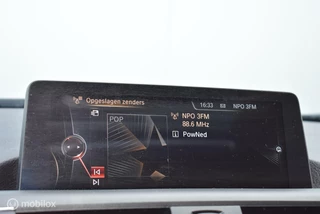 Opgeslagen zenders
16:33 NPO 3FM
POP
NPO 3FM
88.6 MHz
PowNed
mobilox